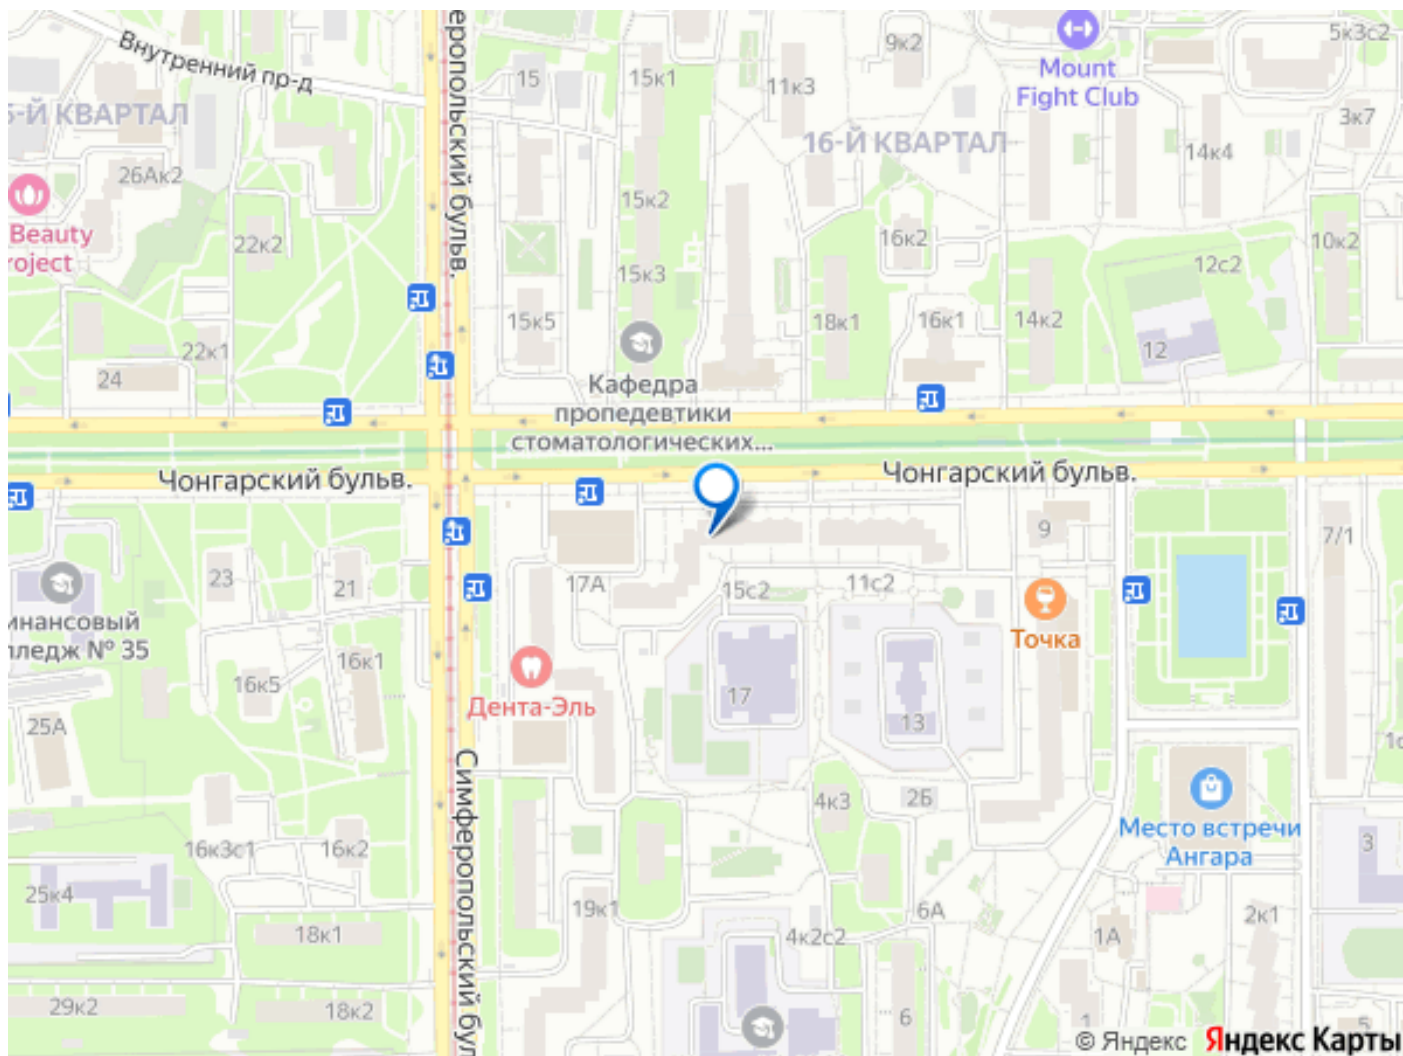 Внутренний пр-д
еропольский бульв.
15
15к1
11к3
9к2
Mount
Fight Club
5к3с2
5-Й КВАРТАЛ
16-Й КВАРТАЛ
3к7
14к4
26Ак2
15к2
Beauty
roject
22к2
16к2
10к2
15к3
12с2
15к5
18к1
16к1
14к2
22к1
12
24
Кафедра
пропедевтики
стоматологических...
Чонгарский бульв.
Чонгарский бульв.
9
7/1
23
21
17А
15с2
11с2
инансовый
лледж № 35
Точка
16к1
16к5
Дента-Эль
17
13
25А
1с
Симферопольский бул
4к3
2Б
Место встречи
Ангара
16к3с1
16к2
3
25к4
19к1
6А
2к1
18к1
4к2с2
1А
29к2
18к2
6
1
5
© Яндекс Яндекс Карты